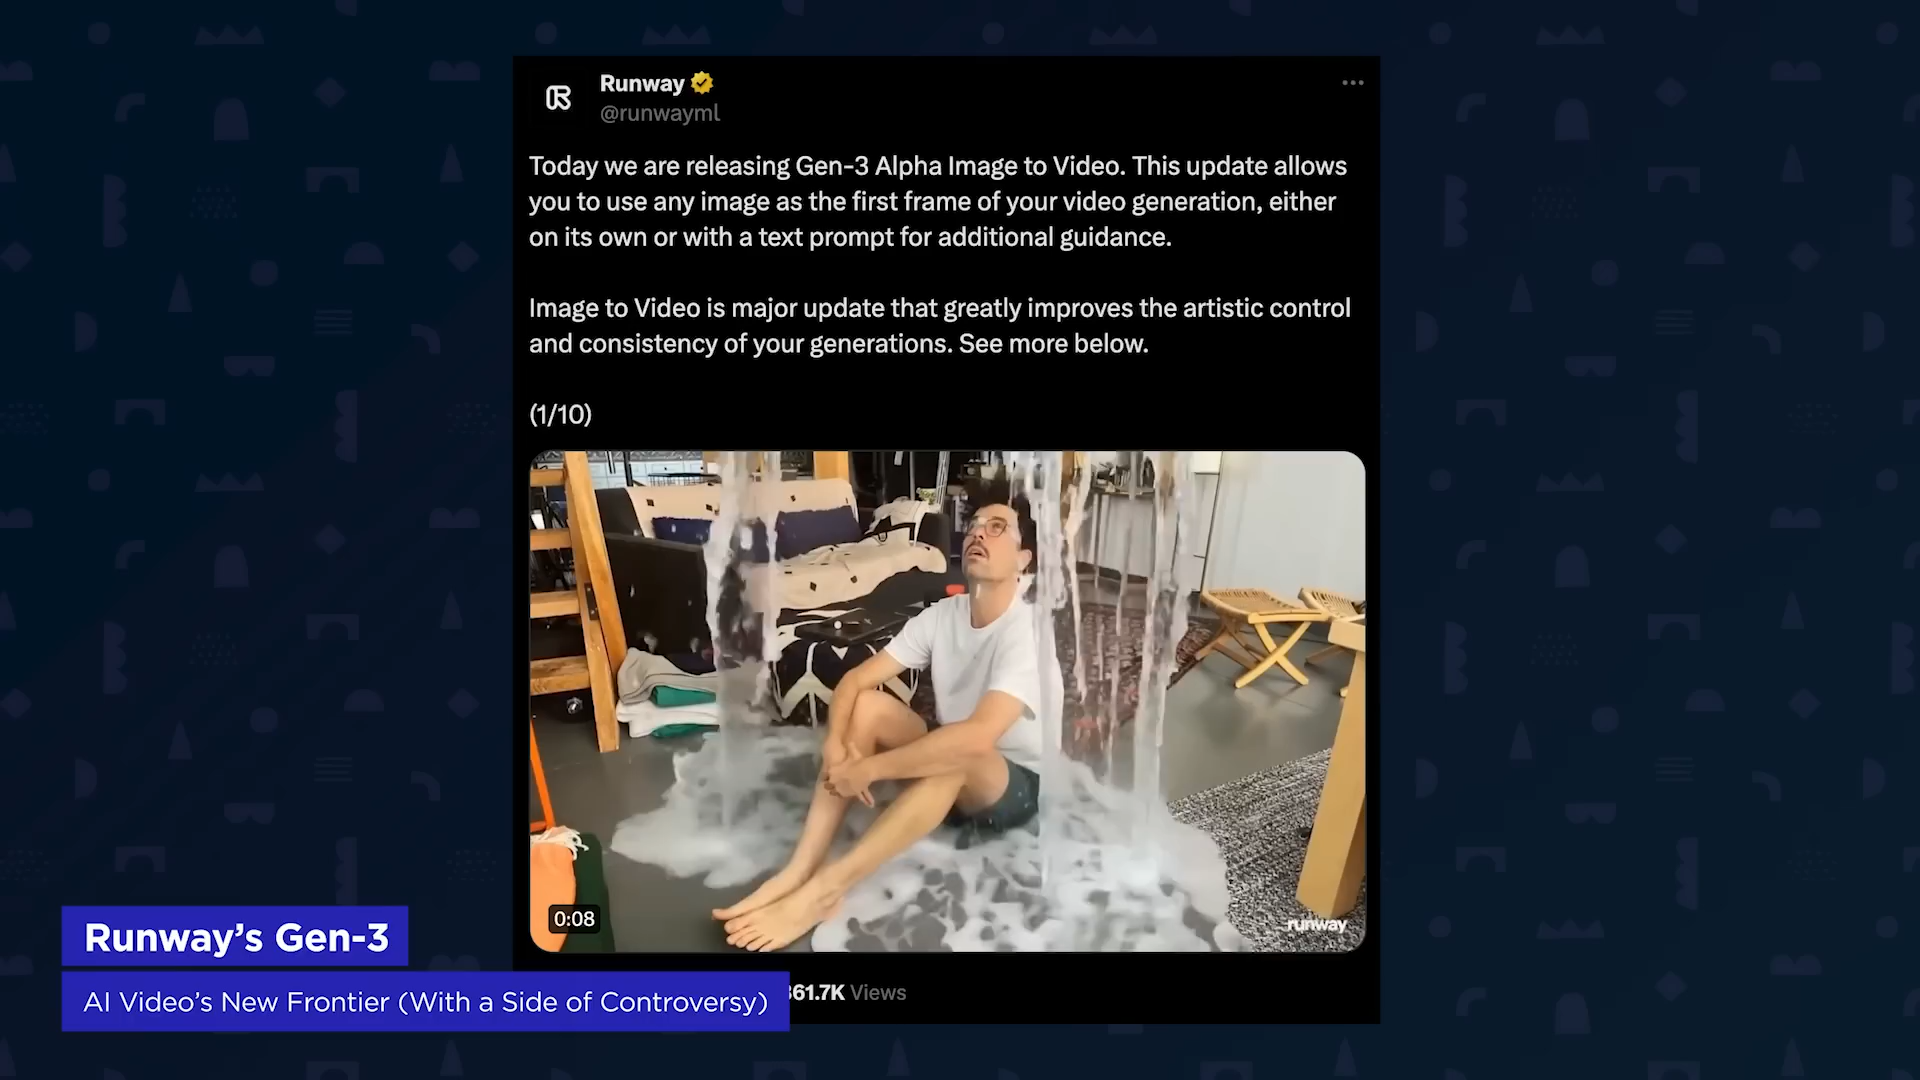 Runway
@runwayml
Today we are releasing Gen-3 Alpha Image to Video. This update allows
you to use any image as the first frame of your video generation, either
on its own or with a text prompt for additional guidance.
Image to Video is major update that greatly improves the artistic control
and consistency of your generations. See more below.
(1/10)
0:08
runway
61.7K Views
Runway's Gen-3
AI Video's New Frontier (With a Side of Controversy)